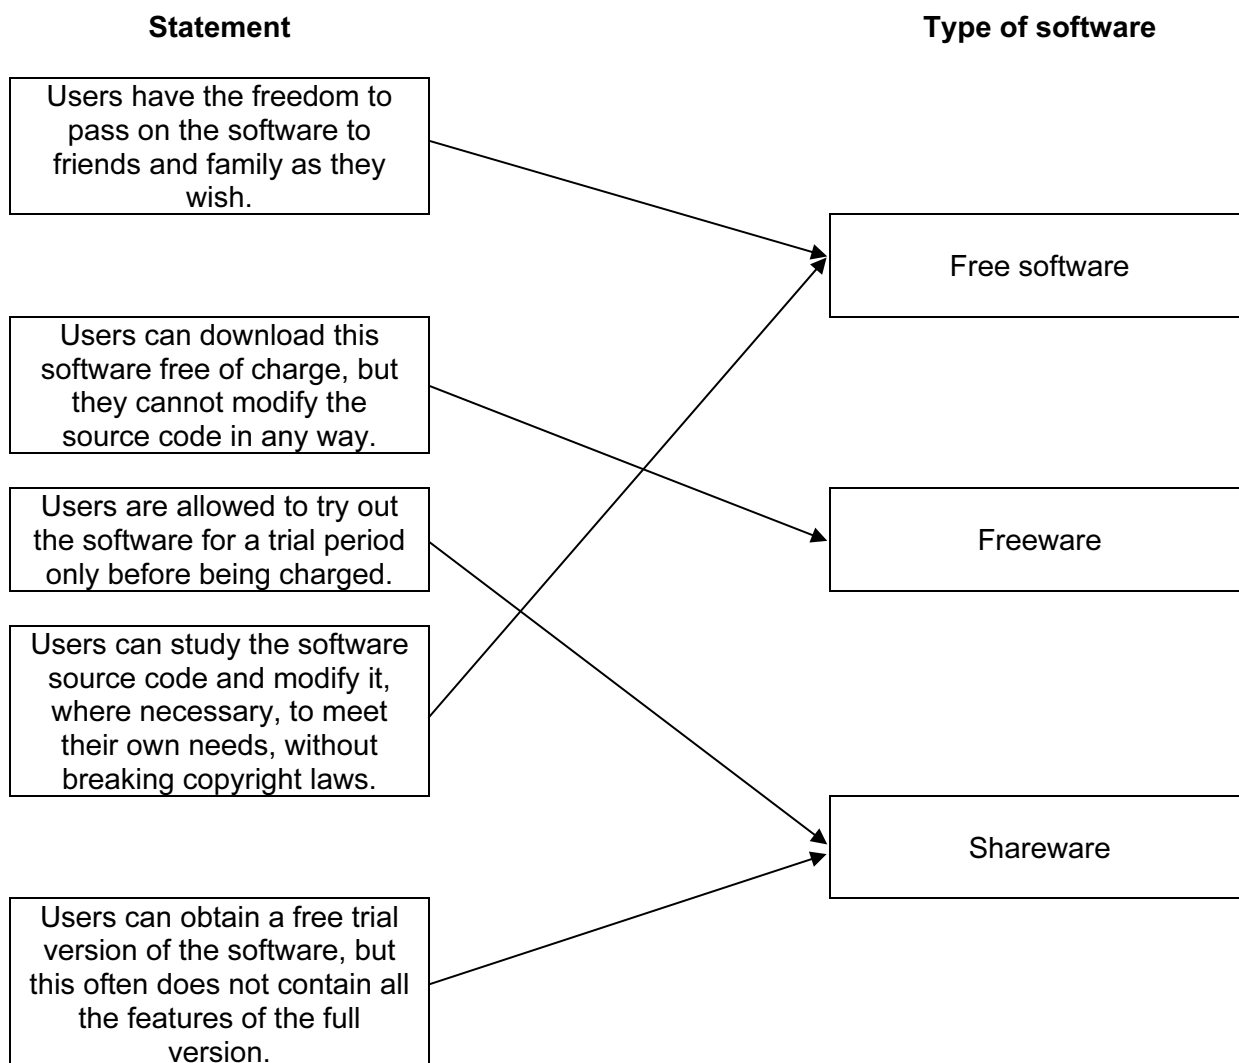 Statement
Type of software
Users have the freedom to
pass on the software to
friends and family as they
wish.
Free software
Users can download this
software free of charge, but
they cannot modify the
source code in any way.
Users are allowed to try out
the software for a trial period
only before being charged.
Freeware
Users can study the software
source code and modify it,
where necessary, to meet
their own needs, without
breaking copyright laws.
Shareware
Users can obtain a free trial
version of the software, but
this often does not contain all
the features of the full
version.